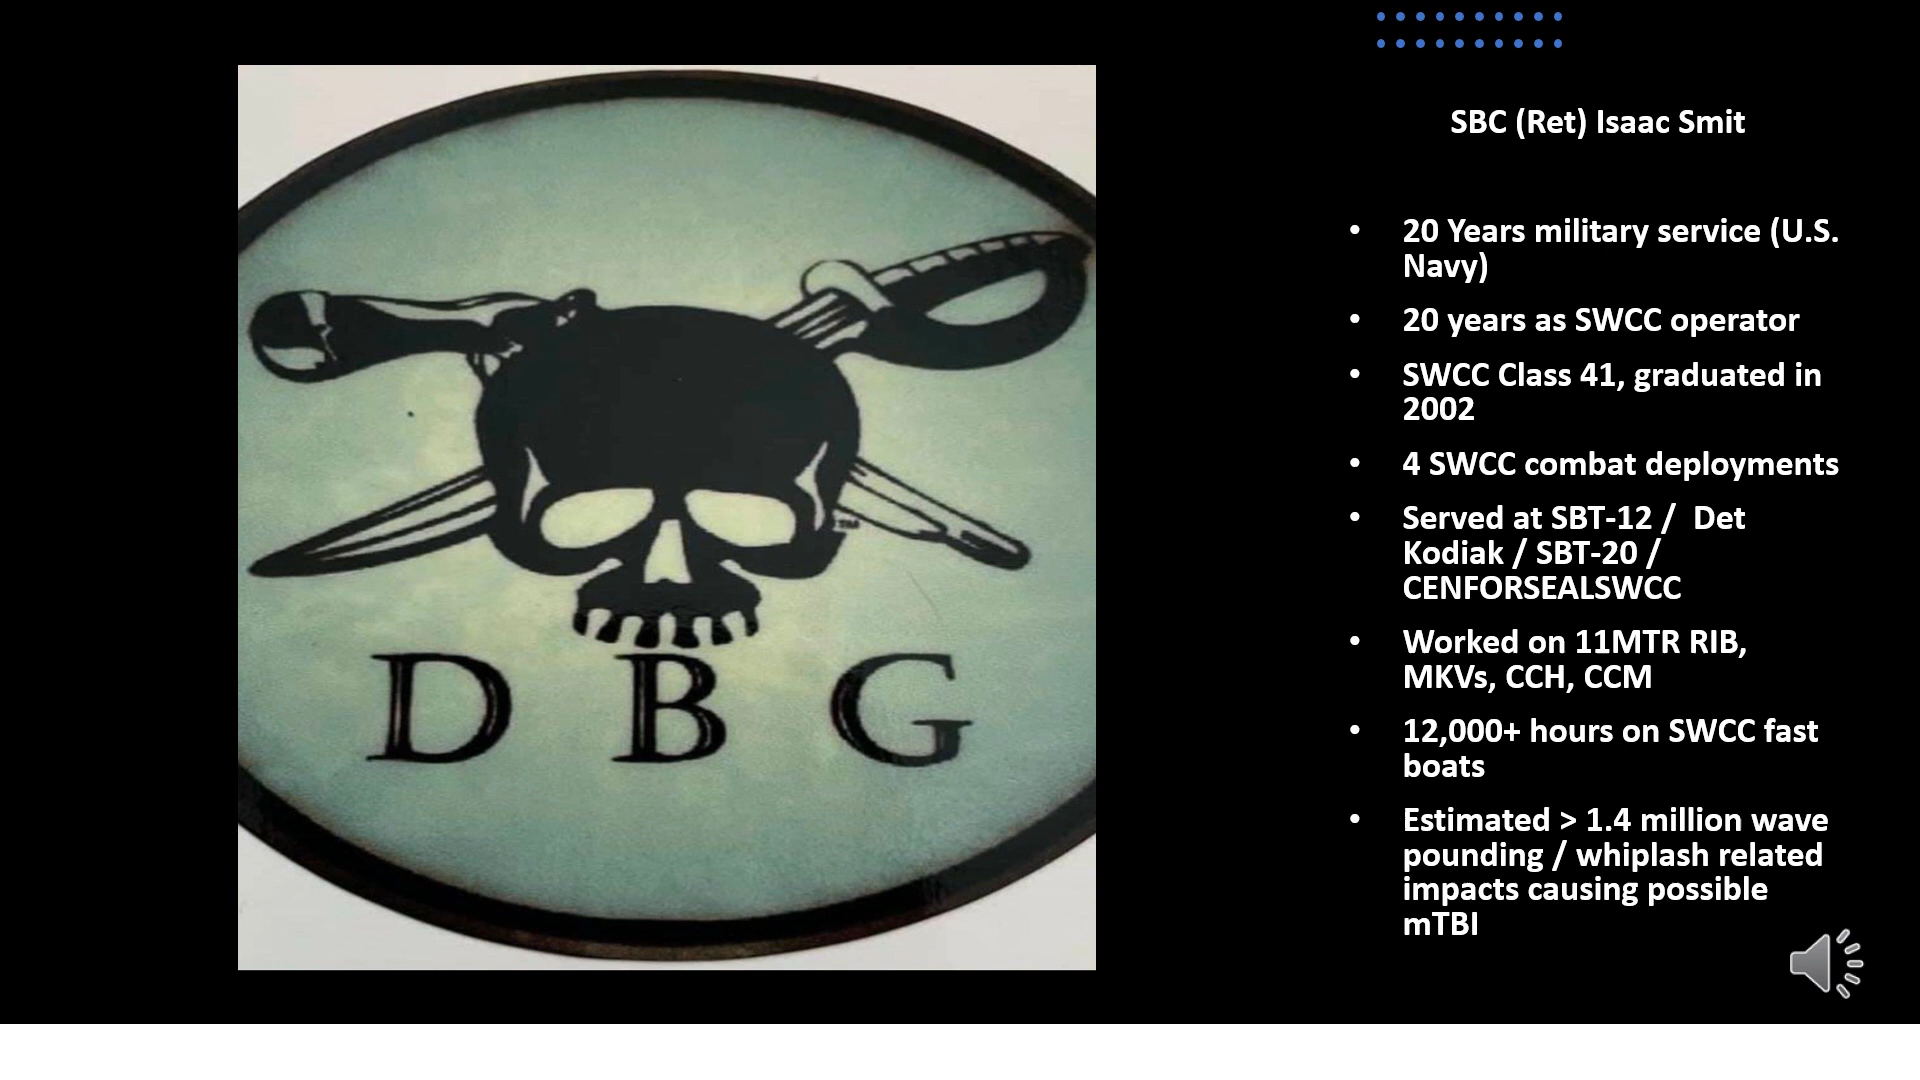 SBC (Ret) Isaac Smit
• 20 Years military service (U.S.
Navy)
• 20 years as SWCC operator
• SWCC Class 41, graduated in
2002
• 4 SWCC combat deployments
• Served at SBT-12 / Det
Kodiak / SBT-20 /
CENFORSEALSWCC
• Worked on 11MTR RIB,
MKVs, CCH, CCM
• 12,000+ hours on SWCC fast
boats
• Estimated > 1.4 million wave
pounding / whiplash related
impacts causing possible
mTBI
TM
D B G